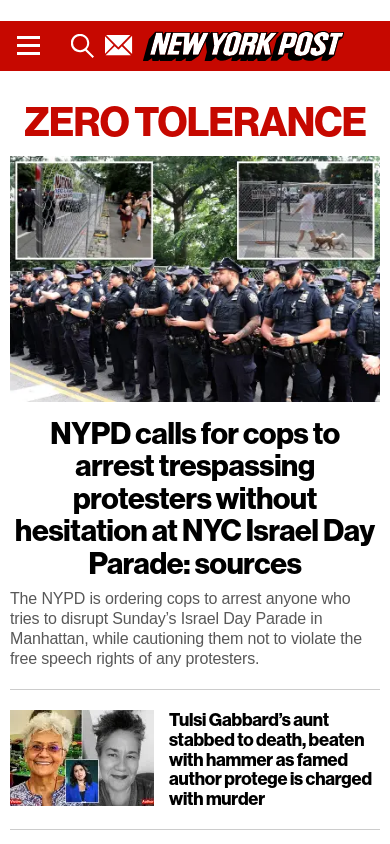 NEW YORK POST
ZERO TOLERANCE
NYPD calls for cops to
arrest trespassing
protesters without
hesitation at NYC Israel Day
Parade: sources
The NYPD is ordering cops to arrest anyone who
tries to disrupt Sunday’s Israel Day Parade in
Manhattan, while cautioning them not to violate the
free speech rights of any protesters.
Tulsi Gabbard’s aunt
stabbed to death, beaten
with hammer as famed
author protege is charged
with murder